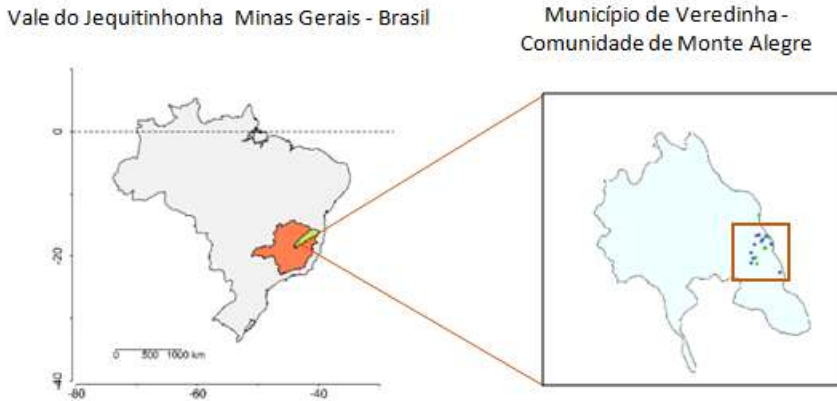 Vale do Jequitinhonha Minas Gerais - Brasil
Município de Veredinha -
Comunidade de Monte Alegre
0
-20
-40
0 500 1000 km
-80 -60 -40